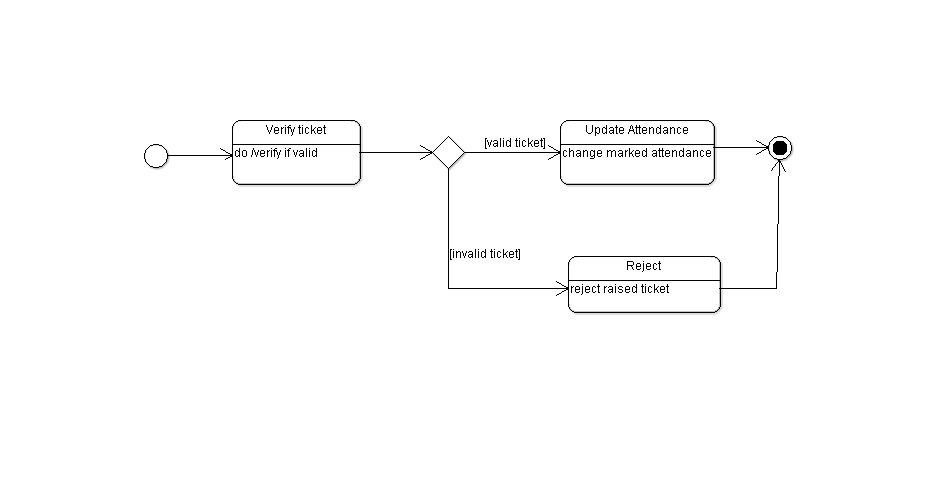 Verify ticket
do /verify if valid
[valid ticket]
Update Attendance
change marked attendance
[invalid ticket]
Reject
reject raised ticket